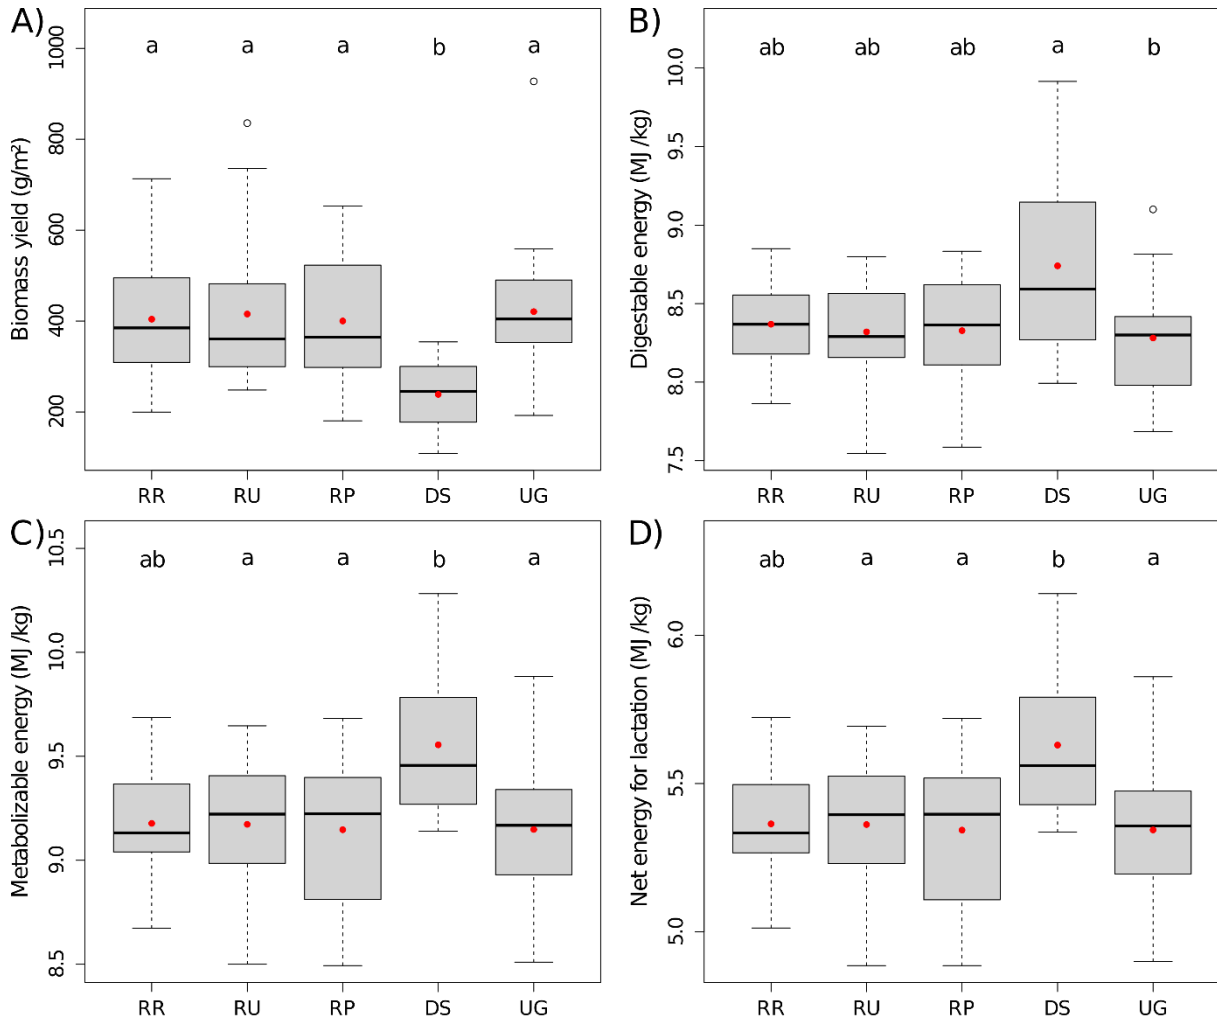 A)
a a a b a
Biomass yield (g/m²)
1000
800
600
400
200
RR RU RP DS UG
B)
ab ab ab a b
Digestable energy (MJ /kg)
10.0
9.5
9.0
8.5
8.0
7.5
RR RU RP DS UG
C)
ab a a b a
Metabolizable energy (MJ /kg)
10.5
10.0
9.5
9.0
8.5
RR RU RP DS UG
D)
ab a a b a
Net energy for lactation (MJ /kg)
6.0
5.5
5.0
RR RU RP DS UG